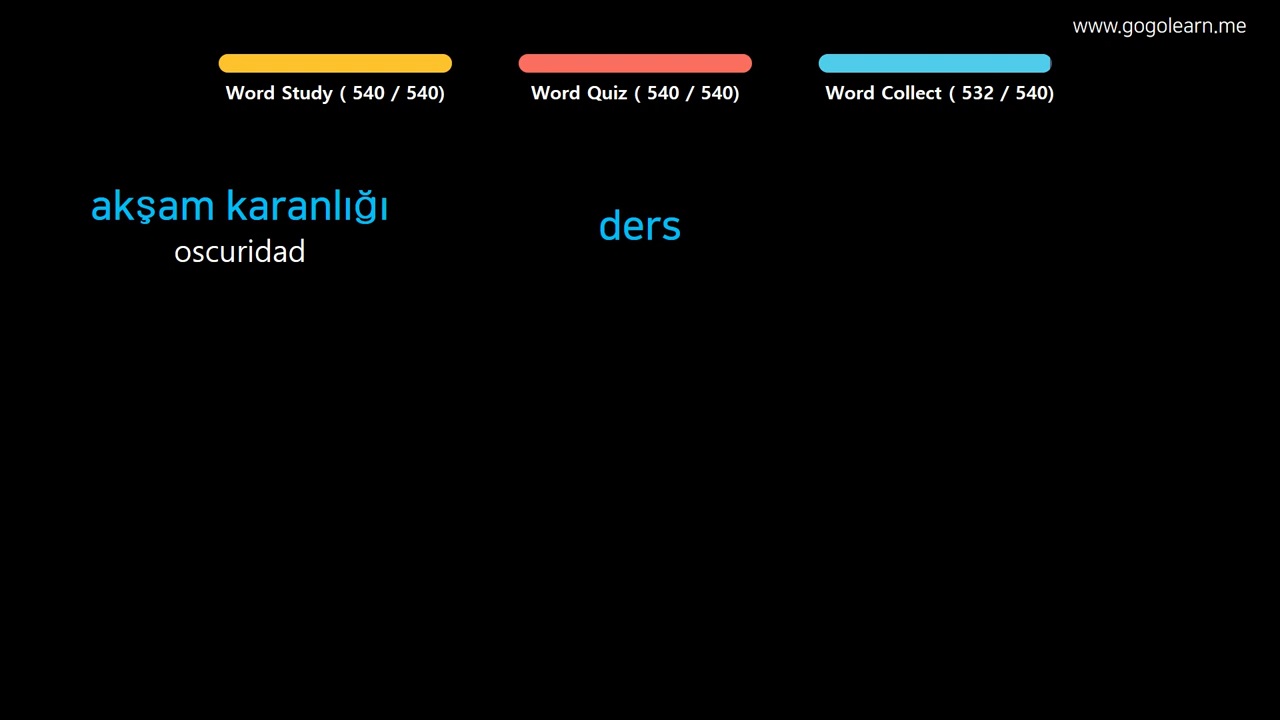 www.gogolearn.me
Word Study ( 540 / 540)
Word Quiz ( 540 / 540)
Word Collect ( 532 / 540)
akşam karanlığı
oscuridad
ders